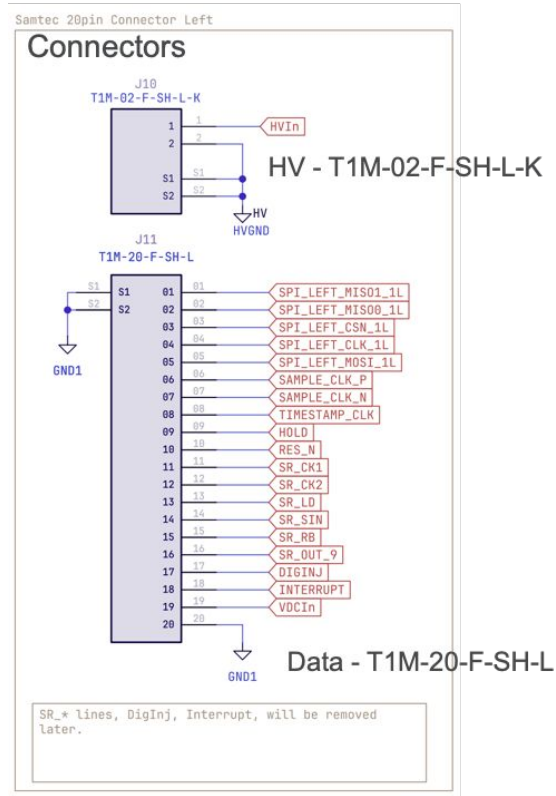 Samtec 20pin Connector Left
Connectors
J10
T1M-02-F-SH-L-K
1 1 HVIn
2 2
HV - T1M-02-F-SH-L-K
S1 S1
S2 S2
HV
HVGND
J11
T1M-20-F-SH-L
S1 S1 01 01 SPI_LEFT_MISO1_1L
S2 S2 02 02 SPI_LEFT_MISO0_1L
03 03 SPI_LEFT_CSN_1L
04 04 SPI_LEFT_CLK_1L
05 05 SPI_LEFT_MOSI_1L
GND1
06 06 SAMPLE_CLK_P
07 07 SAMPLE_CLK_N
08 08 TIMESTAMP_CLK
09 09 HOLD
10 10 RES_N
11 11 SR_CK1
12 12 SR_CK2
13 13 SR_LD
14 14 SR_SIN
15 15 SR_RB
16 16 SR_OUT_9
17 17 DIGINJ
18 18 INTERRUPT
19 19 VDCIn
20 20
GND1
Data - T1M-20-F-SH-L
SR_* lines, DigInj, Interrupt, will be removed
later.